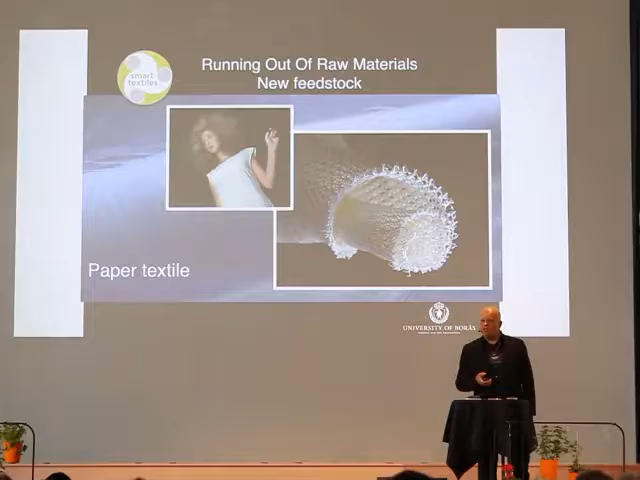 Running Out Of Raw Materials
New feedstock
smart
textiles
Paper textile
UNIVERSITY OF BORÅS